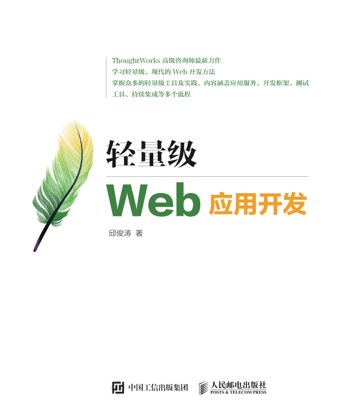 ThoughtWorks 高级咨询师最新力作
学习轻量级、现代的 Web 开发方法
掌握众多的轻量级工具及实践，内容涵盖应用服务、开发框架、测试
工具、持续集成等多个流程
轻量级
Web 应用开发
邱俊涛 著
中国工信出版集团 人民邮电出版社
POSTS & TELECOM PRESS